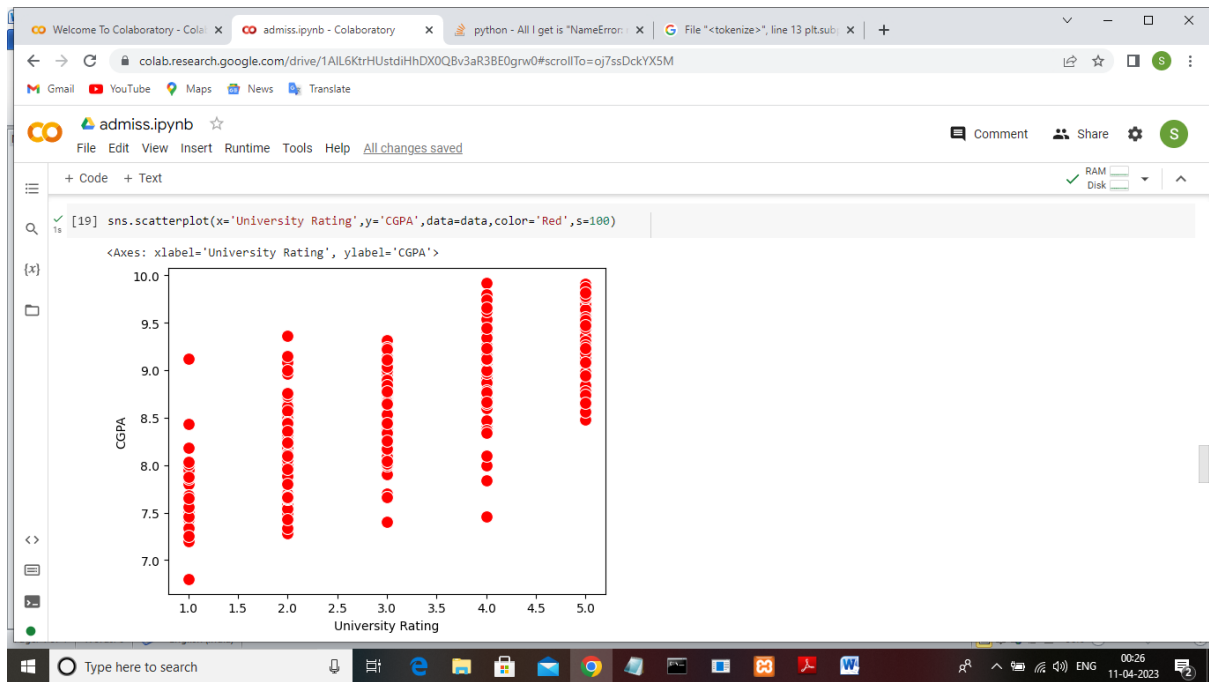 Welcome To Colaboratory - Colab
admiss.ipynb - Colaboratory
python - All I get is "NameError:
File "<tokenize>", line 13 plt.sub
colab.research.google.com/drive/1AlL6KtrHUstdiHhDX0QBv3aR3BE0grw0#scrollTo=oj7ssDckYX5M
S
Gmail YouTube Maps News Translate
admiss.ipynb
Comment Share S
File Edit View Insert Runtime Tools Help All changes saved
+ Code + Text
RAM
Disk
[19] sns.scatterplot(x='University Rating',y='CGPA',data=data,color='Red',s=100)
1s
<Axes: xlabel='University Rating', ylabel='CGPA'>
{x}
10.0
9.5
9.0
8.5
8.0
7.5
7.0
CGPA
1.0 1.5 2.0 2.5 3.0 3.5 4.0 4.5 5.0
University Rating
Type here to search
ENG
00:26
11-04-2023
2